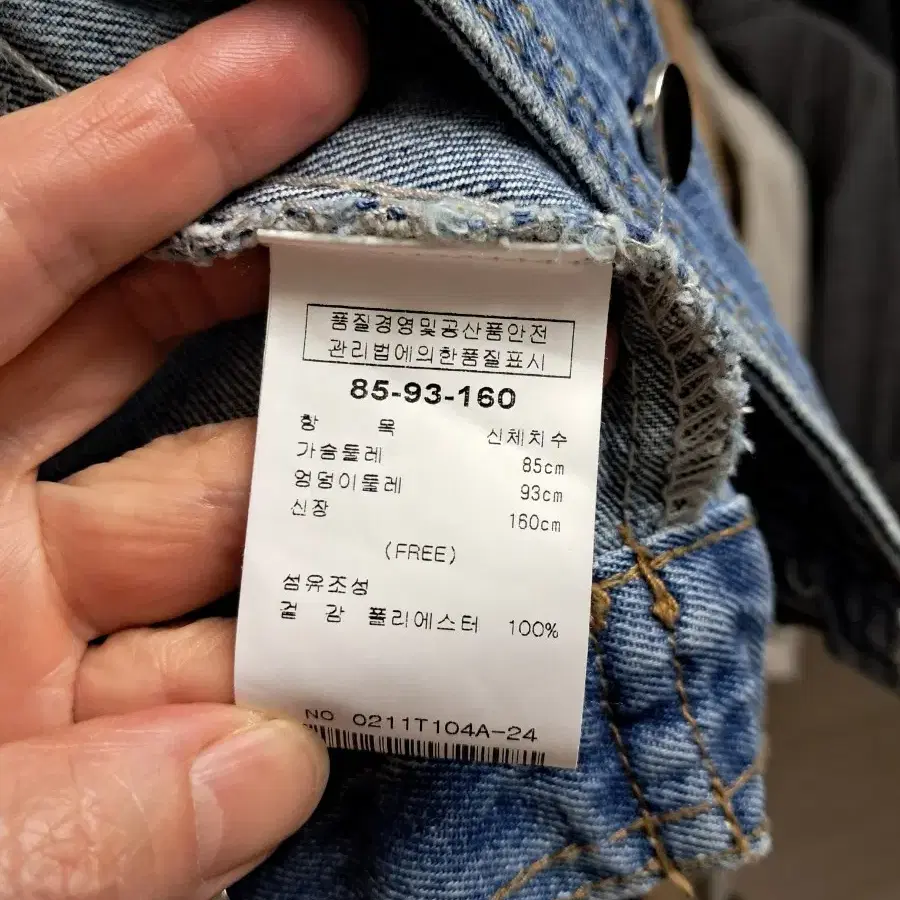 품질경영및공산품안전
관리법에의한품질표시
85-93-160
항 목 신체치수
가슴둘레 85cm
엉덩이둘레 93cm
신장 160cm
(FREE)
섬유조성
겉 감 폴리에스터 100%
NO 0211T104A-24